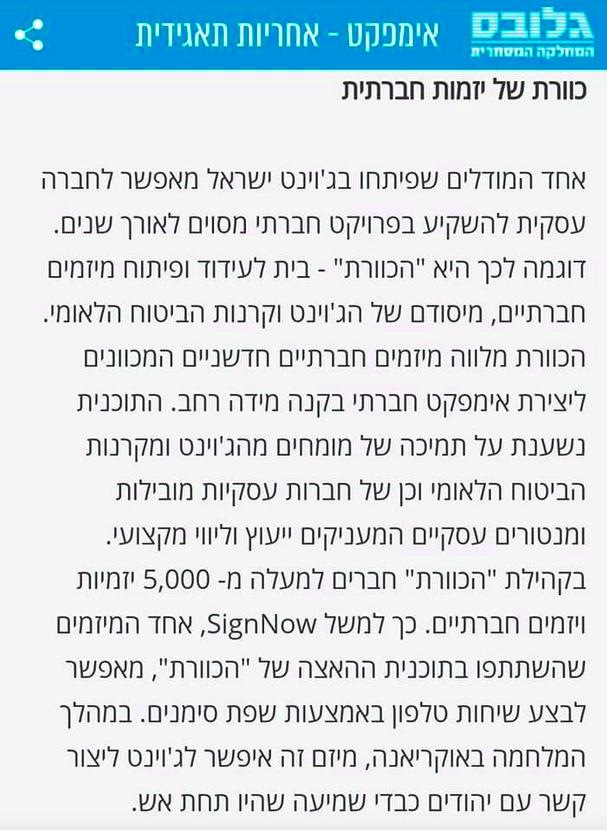 גלובס
המחלקה המסחרית
אימפקט - אחריות תאגידית
כוורת של יזמות חברתית
אחד המודלים שפיתחו בג'וינט ישראל מאפשר לחברה
עסקית להשקיע בפרויקט חברתי מסוים לאורך שנים.
דוגמה לכך היא "הכוורת" - בית לעידוד ופיתוח מיזמים
חברתיים, מיסודם של הג'וינט וקרנות הביטוח הלאומי.
הכוורת מלווה מיזמים חברתיים חדשניים המכוונים
ליצירת אימפקט חברתי בקנה מידה רחב. התוכנית
נשענת על תמיכה של מומחים מהג'וינט ומקרנות
הביטוח הלאומי וכן של חברות עסקיות מובילות
ומנטורים עסקיים המעניקים ייעוץ וליווי מקצועי.
בקהילת "הכוורת" חברים למעלה מ- 5,000 יזמיות
ויזמים חברתיים. כך למשל SignNow, אחד המיזמים
שהשתתפו בתוכנית ההאצה של "הכוורת", מאפשר
לבצע שיחות טלפון באמצעות שפת סימנים. במהלך
המלחמה באוקריאנה, מיזם זה איפשר לג'וינט ליצור
קשר עם יהודים כבדי שמיעה שהיו תחת אש.